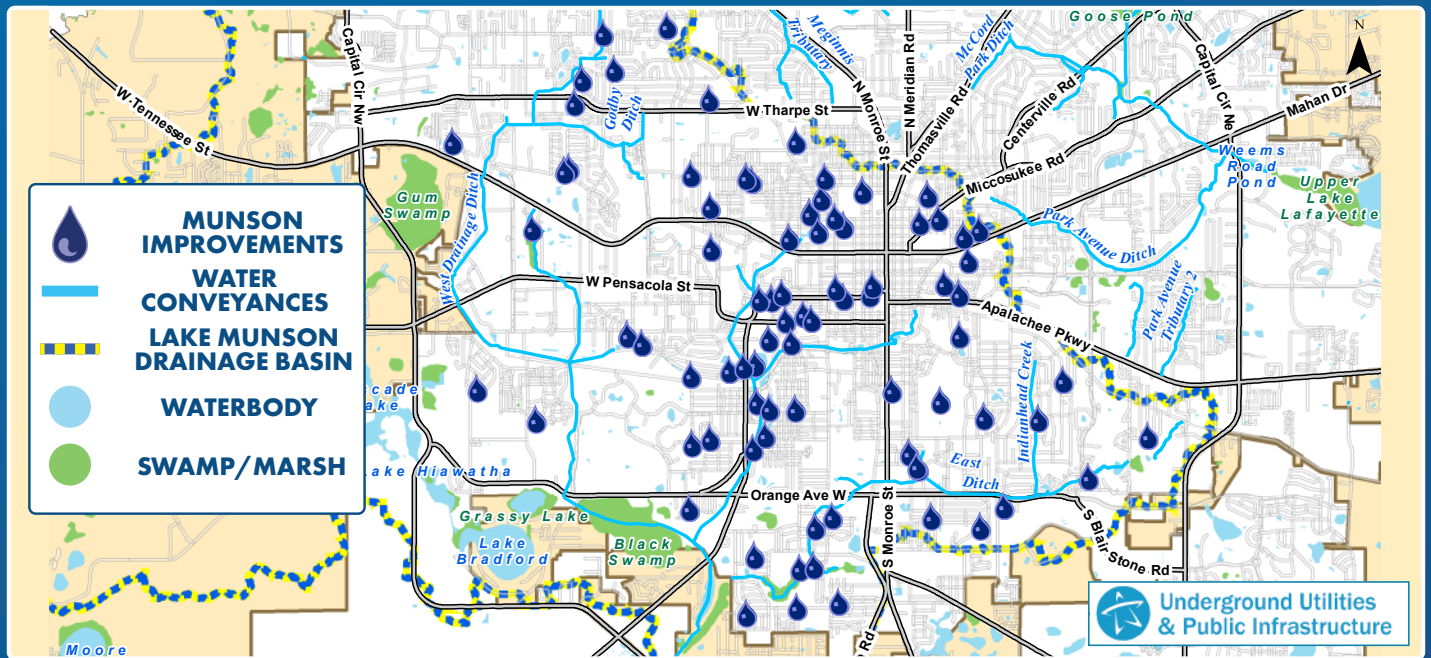 Goose Pond
N
Capital Cir Nw
Meginnis
Tributary
N Monroe St
N Meridian Rd
McCord
Park Ditch
Thomasville Rd
Centerville Rd
Capital Cir Ne
Mahan Dr
W Tennessee St
Godby
Ditch
W Tharpe St
Miccosukee Rd
Weems
Road
Pond
Upper
Lake
Lafayette
Gum
Swamp
West Drainage Ditch
Park Avenue Ditch
Park Avenue
Tributary 2
W Pensacola St
Apalachee Pkwy
MUNSON
IMPROVEMENTS
WATER
CONVEYANCES
LAKE MUNSON
DRAINAGE BASIN
WATERBODY
SWAMP/MARSH
cade
ake
Lake Hiawatha
Indianhead Creek
East
Ditch
Orange Ave W
S Monroe St
S Blair Stone Rd
Grassy Lake
Lake
Bradford
Black
Swamp
Moore
Rd
Underground Utilities
& Public Infrastructure